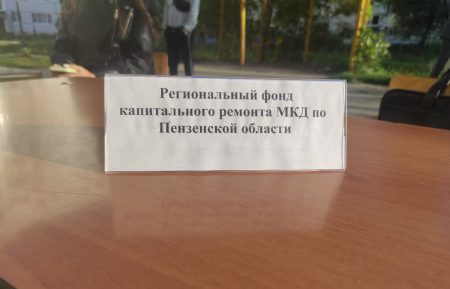 Региональный фонд
капитального ремонта МКД по
Пензенской области